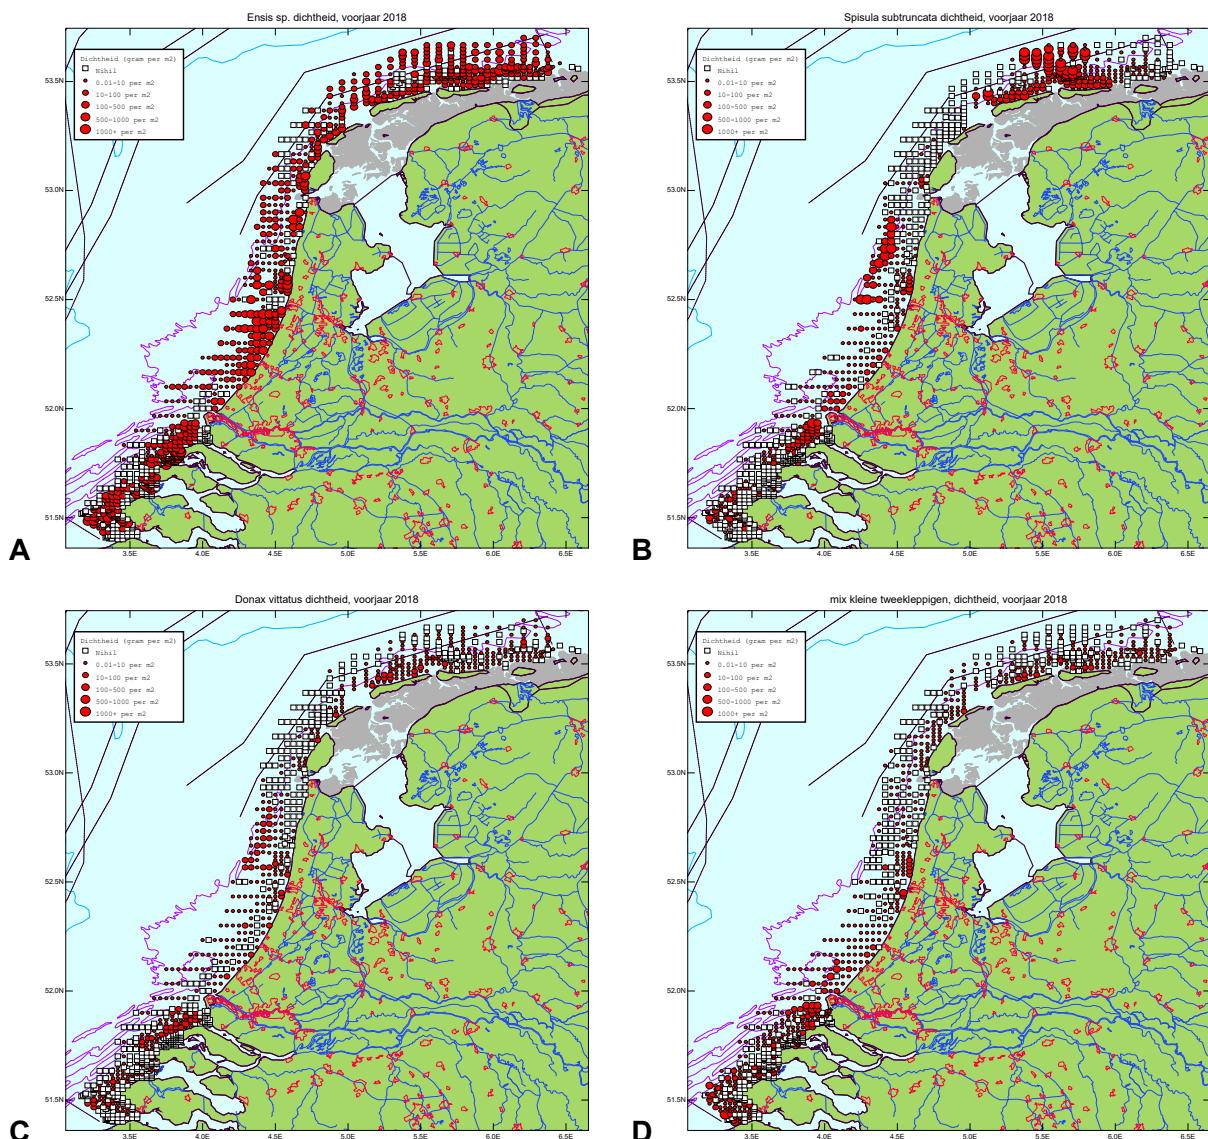 Ensis sp. dichtheid, voorjaar 2018
Dichtheid (gram per m2)
Nihil
0.01-10 per m2
10-100 per m2
100-500 per m2
500-1000 per m2
1000+ per m2
53.5N
53.0N
52.5N
52.0N
51.5N
3.5E 4.0E 4.5E 5.0E 5.5E 6.0E 6.5E
A
Spisula subtruncata dichtheid, voorjaar 2018
Dichtheid (gram per m2)
Nihil
0.01-10 per m2
10-100 per m2
100-500 per m2
500-1000 per m2
1000+ per m2
53.5N
53.0N
52.5N
52.0N
51.5N
3.5E 4.0E 4.5E 5.0E 5.5E 6.0E 6.5E
B
Donax vittatus dichtheid, voorjaar 2018
Dichtheid (gram per m2)
Nihil
0.01-10 per m2
10-100 per m2
100-500 per m2
500-1000 per m2
1000+ per m2
53.5N
53.0N
52.5N
52.0N
51.5N
3.5E 4.0E 4.5E 5.0E 5.5E 6.0E 6.5E
C
mix kleine tweekleppigen, dichtheid, voorjaar 2018
Dichtheid (gram per m2)
Nihil
0.01-10 per m2
10-100 per m2
100-500 per m2
500-1000 per m2
1000+ per m2
53.5N
53.0N
52.5N
52.0N
51.5N
3.5E 4.0E 4.5E 5.0E 5.5E 6.0E 6.5E
D